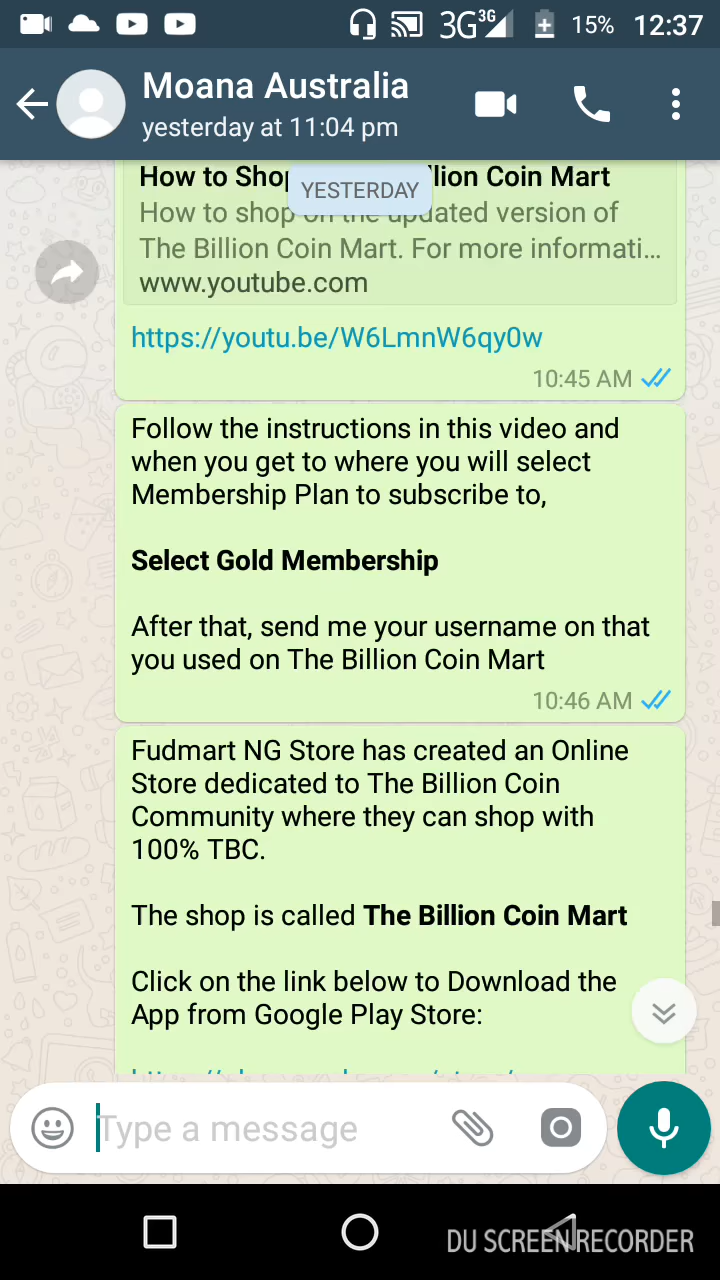 3G 3G 15% 12:37
Moana Australia
yesterday at 11:04 pm
How to Shop llion Coin Mart
YESTERDAY
How to shop on the updated version of
The Billion Coin Mart. For more informati...
www.youtube.com
https://youtu.be/W6LmnW6qy0w
10:45 AM
Follow the instructions in this video and
when you get to where you will select
Membership Plan to subscribe to,
Select Gold Membership
After that, send me your username on that
you used on The Billion Coin Mart
10:46 AM
Fudmart NG Store has created an Online
Store dedicated to The Billion Coin
Community where they can shop with
100% TBC.
The shop is called The Billion Coin Mart
Click on the link below to Download the
App from Google Play Store:
Type a message
DU SCREEN RECORDER